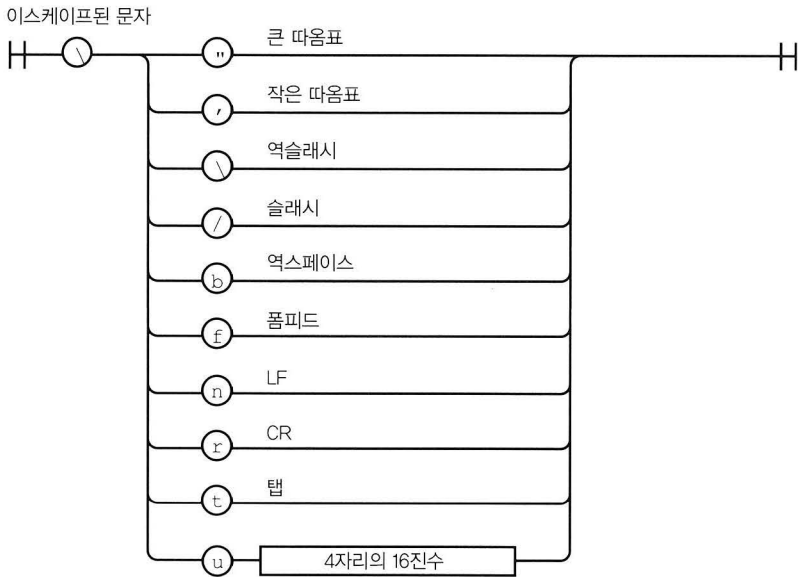 이스케이프된 문자
\
" 큰 따옴표
' 작은 따옴표
\ 역슬래시
/ 슬래시
b 역스페이스
f 폼피드
n LF
r CR
t 탭
u 4자리의 16진수